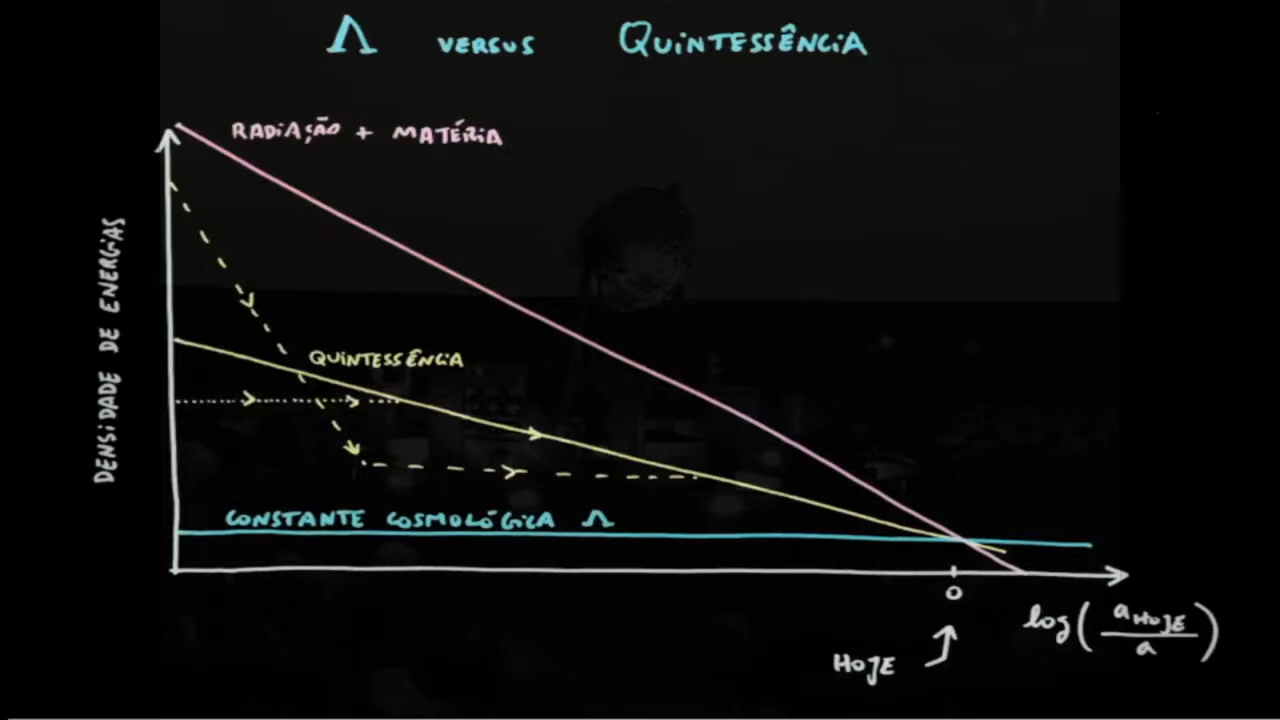 Λ VERSUS QUINTESSÊNCIA
RADIAÇÃO + MATÉRIA
DENSIDADE DE ENERGIAS
QUINTESSÊNCIA
CONSTANTE COSMOLÓGICA Λ
0
log(aHOJE/a)
HOJE